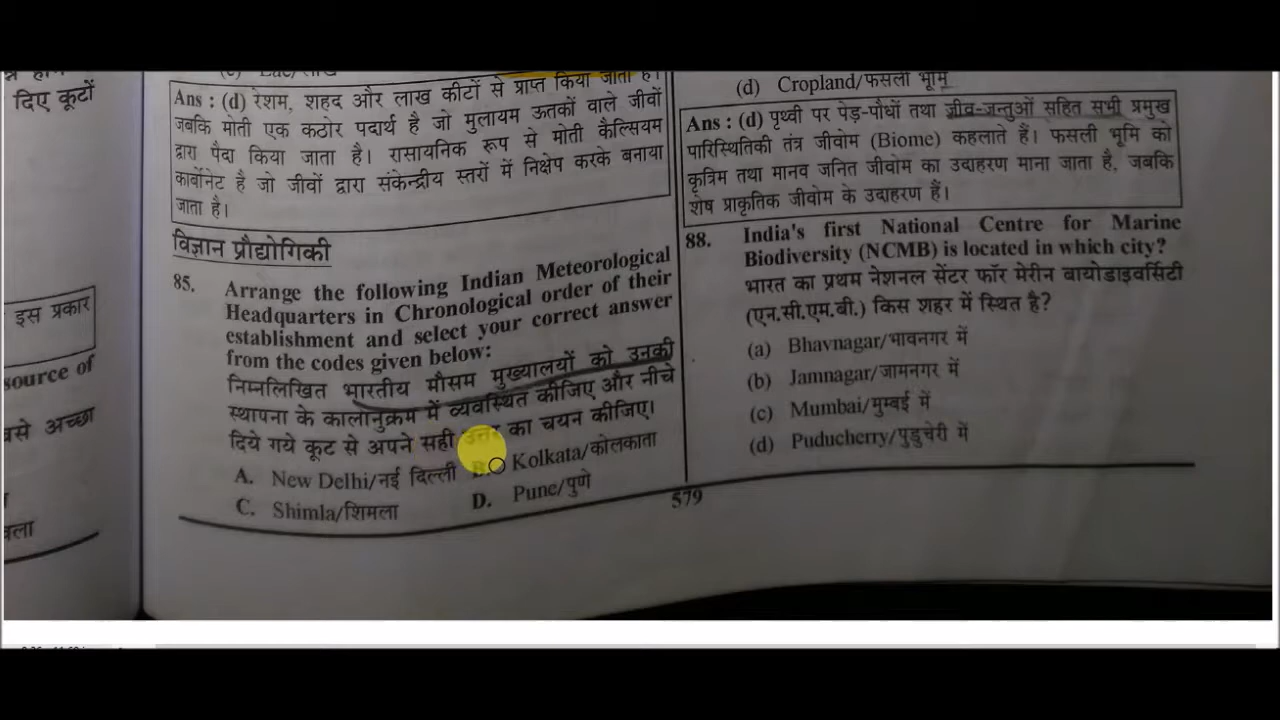 दिए कूटों
इस प्रकार
source of
से अच्छा
Ans : (d) रेशम, शहद और लाख कीटों से प्राप्त किया जाता है।
जबकि मोती एक कठोर पदार्थ है जो मुलायम ऊतकों वाले जीवों
द्वारा पैदा किया जाता है। रासायनिक रूप से मोती कैल्सियम
कार्वोनेट है जो जीवों द्वारा संकेन्द्रीय स्तरों में निक्षेप करके बनाया
जाता है।
विज्ञान प्रौद्योगिकी
85. Arrange the following Indian Meteorological
Headquarters in Chronological order of their
establishment and select your correct answer
from the codes given below:
निम्नलिखित भारतीय मौसम मुख्यालयों को उनकी
स्थापना के कालानुक्रम में व्यवस्थित कीजिए और नीचे
दिये गये कूट से अपने सही उत्तर का चयन कीजिए।
A. New Delhi/नई दिल्ली B. Kolkata/कोलकाता
C. Shimla/शिमला D. Pune/पुणे
(d) Cropland/फसली भूमि
Ans : (d) पृथ्वी पर पेड़-पौधों तथा जीव-जन्तुओं सहित सभी प्रमुख
पारिस्थितिकी तंत्र जीवोम (Biome) कहलाते हैं। फसली भूमि को
कृत्रिम तथा मानव जनित जीवोम का उदाहरण माना जाता है, जबकि
शेष प्राकृतिक जीवोम के उदाहरण हैं।
88. India's first National Centre for Marine
Biodiversity (NCMB) is located in which city?
भारत का प्रथम नेशनल सेंटर फॉर मेरीन बायोडाइवर्सिटी
(एन.सी.एम.बी.) किस शहर में स्थित है?
(a) Bhavnagar/भावनगर में
(b) Jamnagar/जामनगर में
(c) Mumbai/मुम्बई में
(d) Puducherry/पुडुचेरी में
579